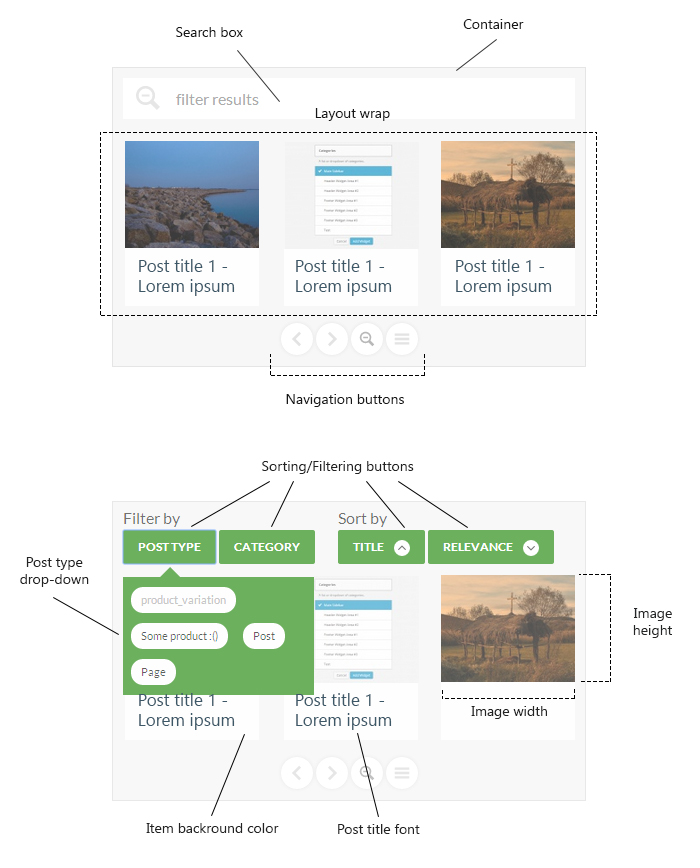 Container
Search box
filter results
Layout wrap
Categories
Post title 1 -
Lorem ipsum
Post title 1 -
Lorem ipsum
Post title 1 -
Lorem ipsum
Navigation buttons
Sorting/Filtering buttons
Filter by
Sort by
POST TYPE
CATEGORY
TITLE
RELEVANCE
Post type
drop-down
product_variation
Some product :()
Post
Page
Categories
Image
height
Image width
Post title 1 -
Lorem ipsum
Post title 1 -
Lorem ipsum
Item backround color
Post title font